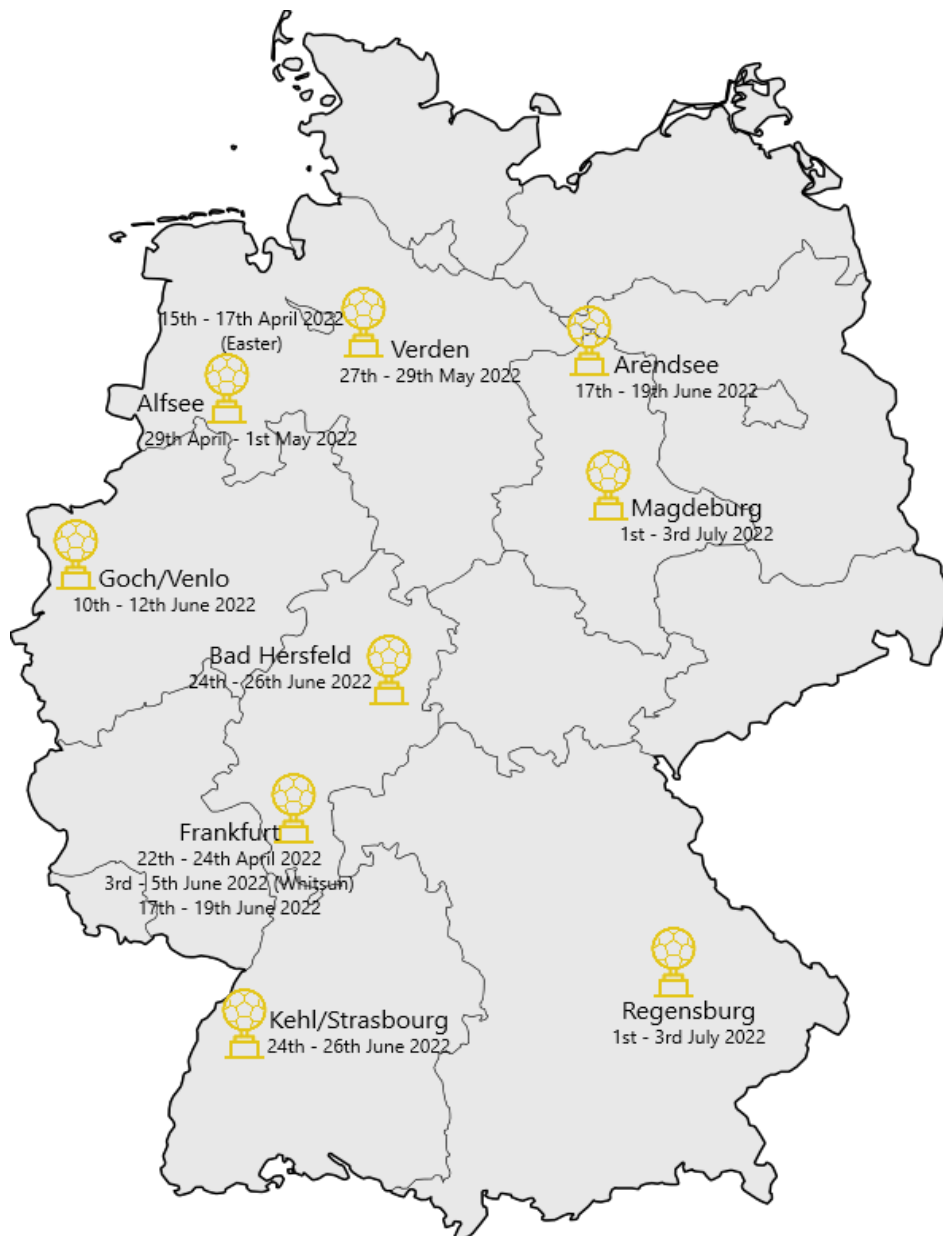 15th - 17th April 2022
(Easter)
Verden
27th - 29th May 2022
Arendsee
17th - 19th June 2022
Alfsee
29th April - 1st May 2022
Magdeburg
1st - 3rd July 2022
Goch/Venlo
10th - 12th June 2022
Bad Hersfeld
24th - 26th June 2022
Frankfurt
22th - 24th April 2022
3rd - 5th June 2022 (Whitsun)
17th - 19th June 2022
Regensburg
1st - 3rd July 2022
Kehl/Strasbourg
24th - 26th June 2022